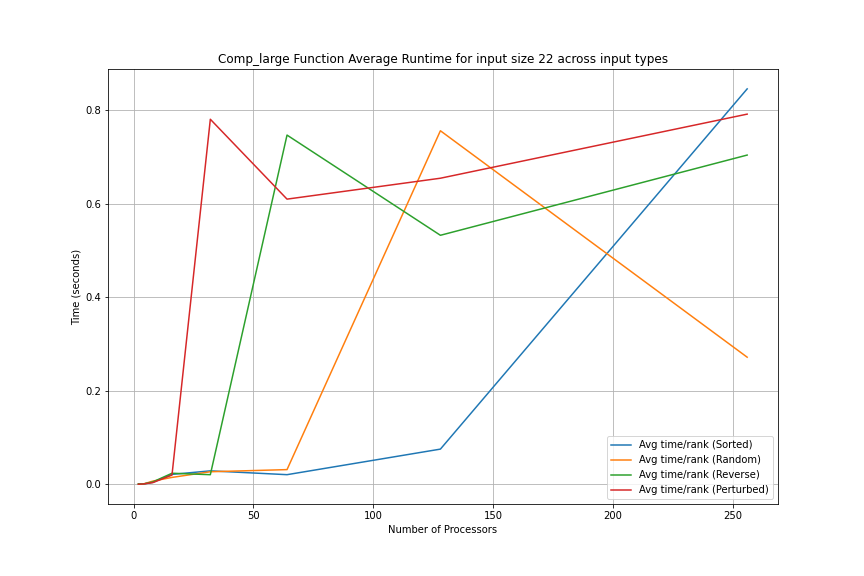 Comp_large Function Average Runtime for input size 22 across input types
Time (seconds)
0.8
0.6
0.4
0.2
0.0
0
50
100
150
200
250
Number of Processors
Avg time/rank (Sorted)
Avg time/rank (Random)
Avg time/rank (Reverse)
Avg time/rank (Perturbed)